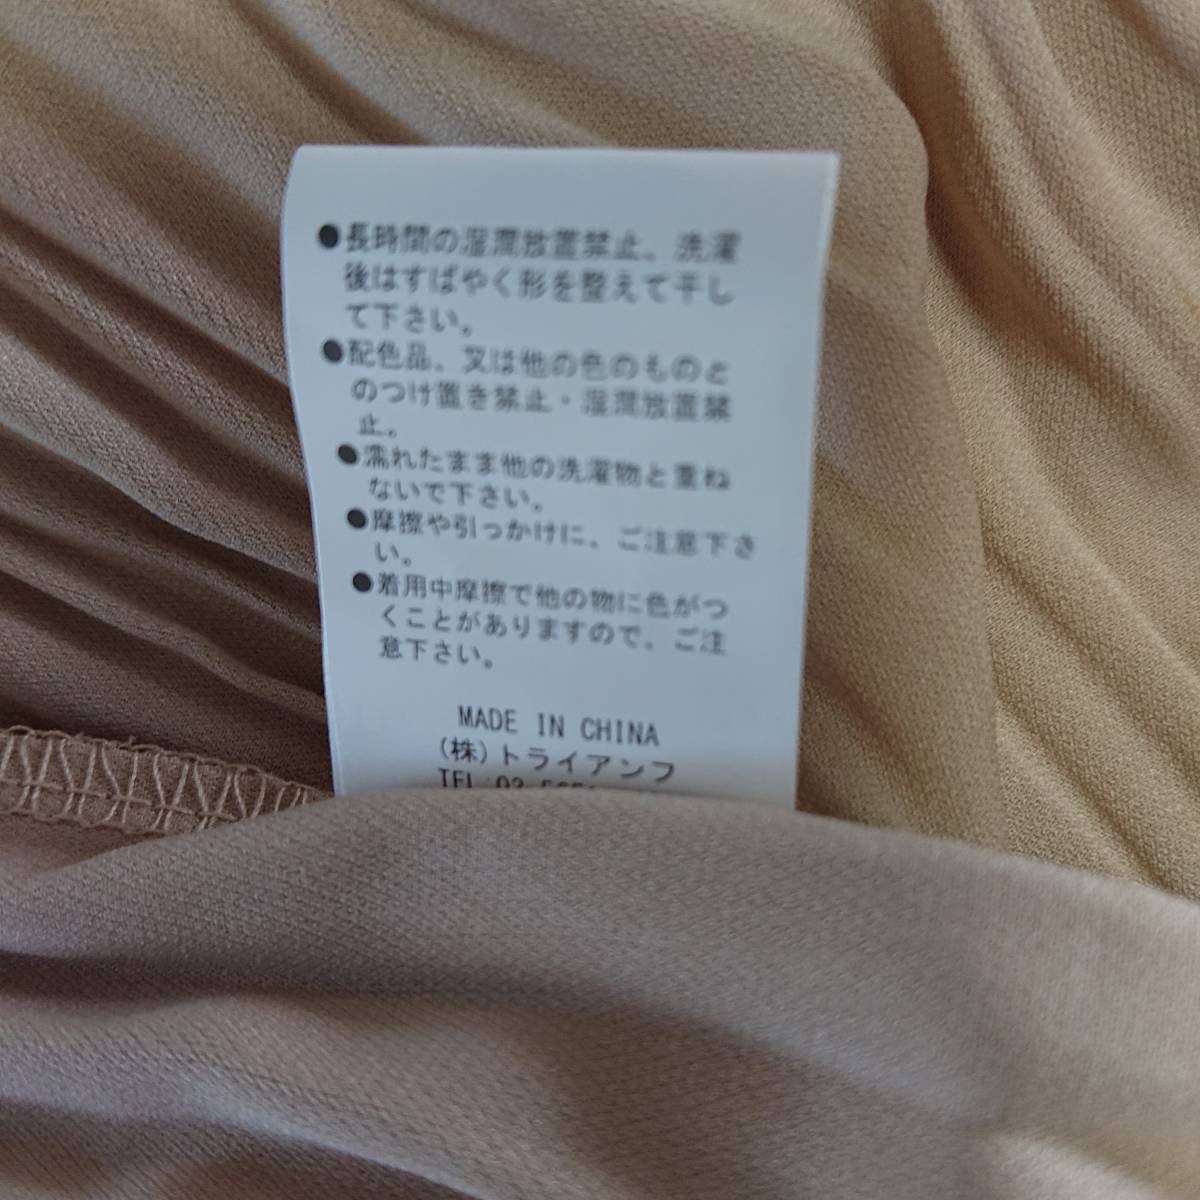 ●長時間の湿潤放置禁止、洗濯
後はすばやく形を整えて干し
て下さい。
●配色品、又は他の色のものと
のつけ置き禁止・湿潤放置禁
止。
●濡れたまま他の洗濯物と重ね
ないで下さい。
●摩擦や引っかけに、ご注意下さ
い。
●着用中摩擦で他の物に色がつ
くことがありますので、ご注
意下さい。
MADE IN CHINA
(株)トライアンフ
TEL 03